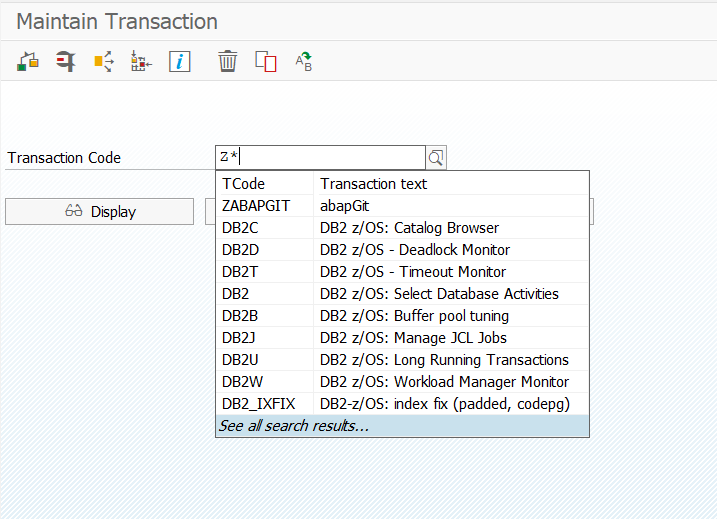 Maintain Transaction
i
A B
Transaction Code Z*
TCode Transaction text
ZABAPGIT abapGit
Display
DB2C DB2 z/OS: Catalog Browser
DB2D DB2 z/OS - Deadlock Monitor
DB2T DB2 z/OS - Timeout Monitor
DB2 DB2 z/OS: Select Database Activities
DB2B DB2 z/OS: Buffer pool tuning
DB2J DB2 z/OS: Manage JCL Jobs
DB2U DB2 z/OS: Long Running Transactions
DB2W DB2 z/OS: Workload Manager Monitor
DB2_IXFIX DB2-z/OS: index fix (padded, codepg)
See all search results...